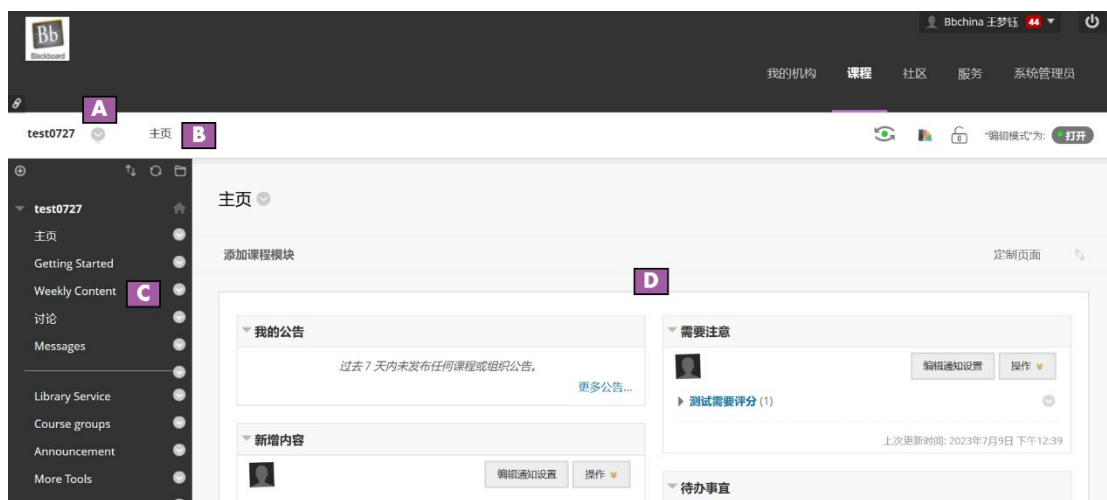 Bb
Blackboard
Bbchina 王梦钰 44
我的机构 课程 社区 服务 系统管理员
A
test0727 主页 B "编辑模式"为: 打开
0
test0727
主页
Getting Started
Weekly Content C
讨论
Messages
Library Service
Course groups
Announcement
More Tools
主页
添加课程模块 定制页面
D
我的公告
过去 7 天内未发布任何课程或组织公告。
更多公告...
新增内容
编辑通知设置 操作
需要注意
编辑通知设置 操作
测试需要评分 (1)
上次更新时间: 2023年7月9日 下午12:39
待办事宜